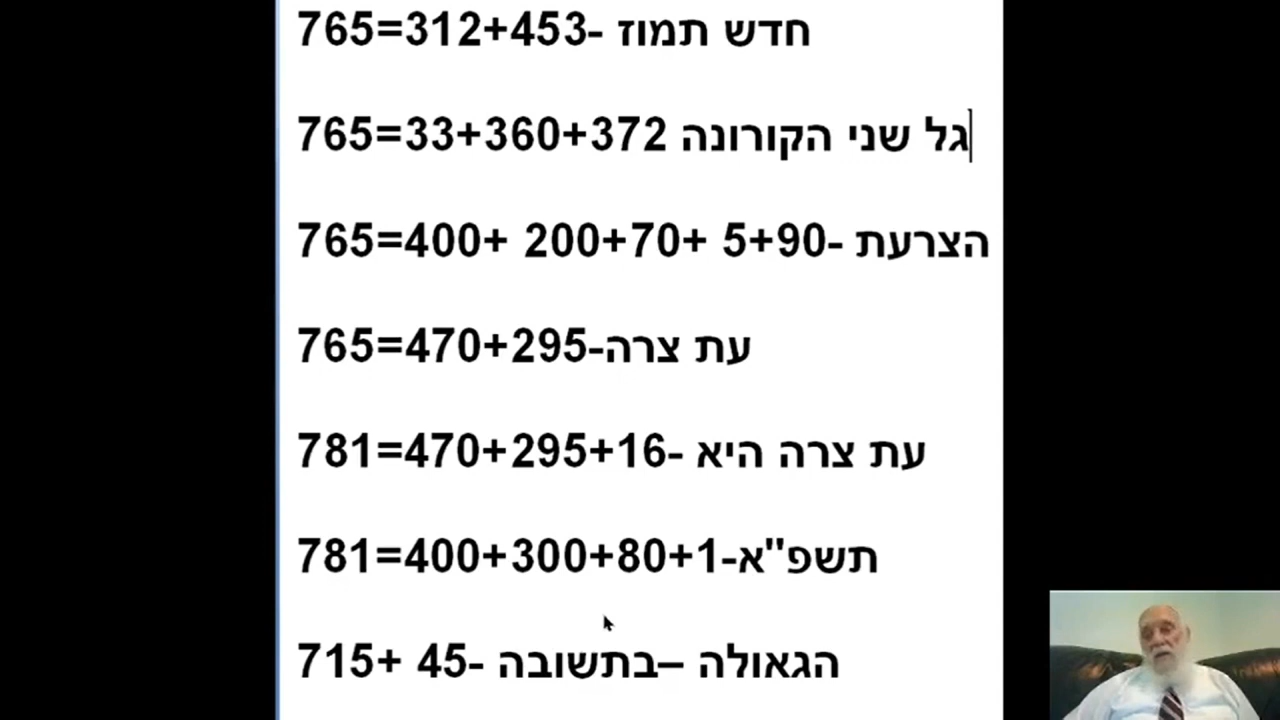 חדש תמוז -453+312=765
גל שני הקורונה 372+360+33=765
הצרעת -90+5 +70+200 +400=765
עת צרה-295+470=765
עת צרה היא -16+295+470=781
תשפ"א-1+80+300+400=781
הגאולה –בתשובה -45 +715